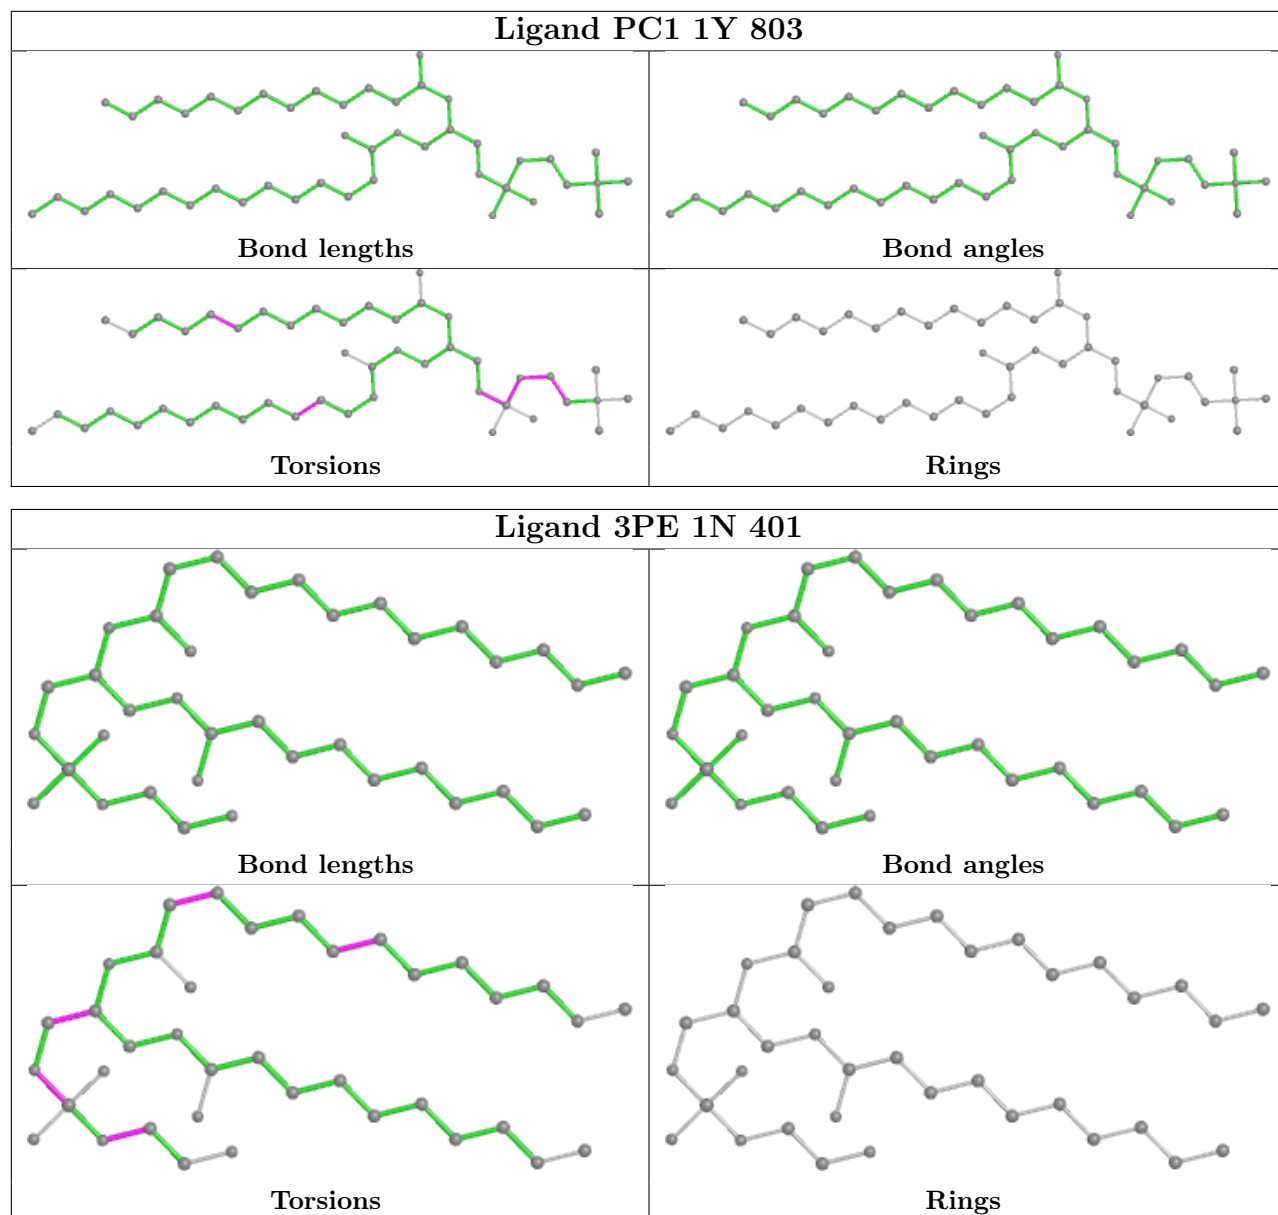 Ligand PC1 1Y 803
Bond lengths
Bond angles
Torsions
Rings
Ligand 3PE 1N 401
Bond lengths
Bond angles
Torsions
Rings